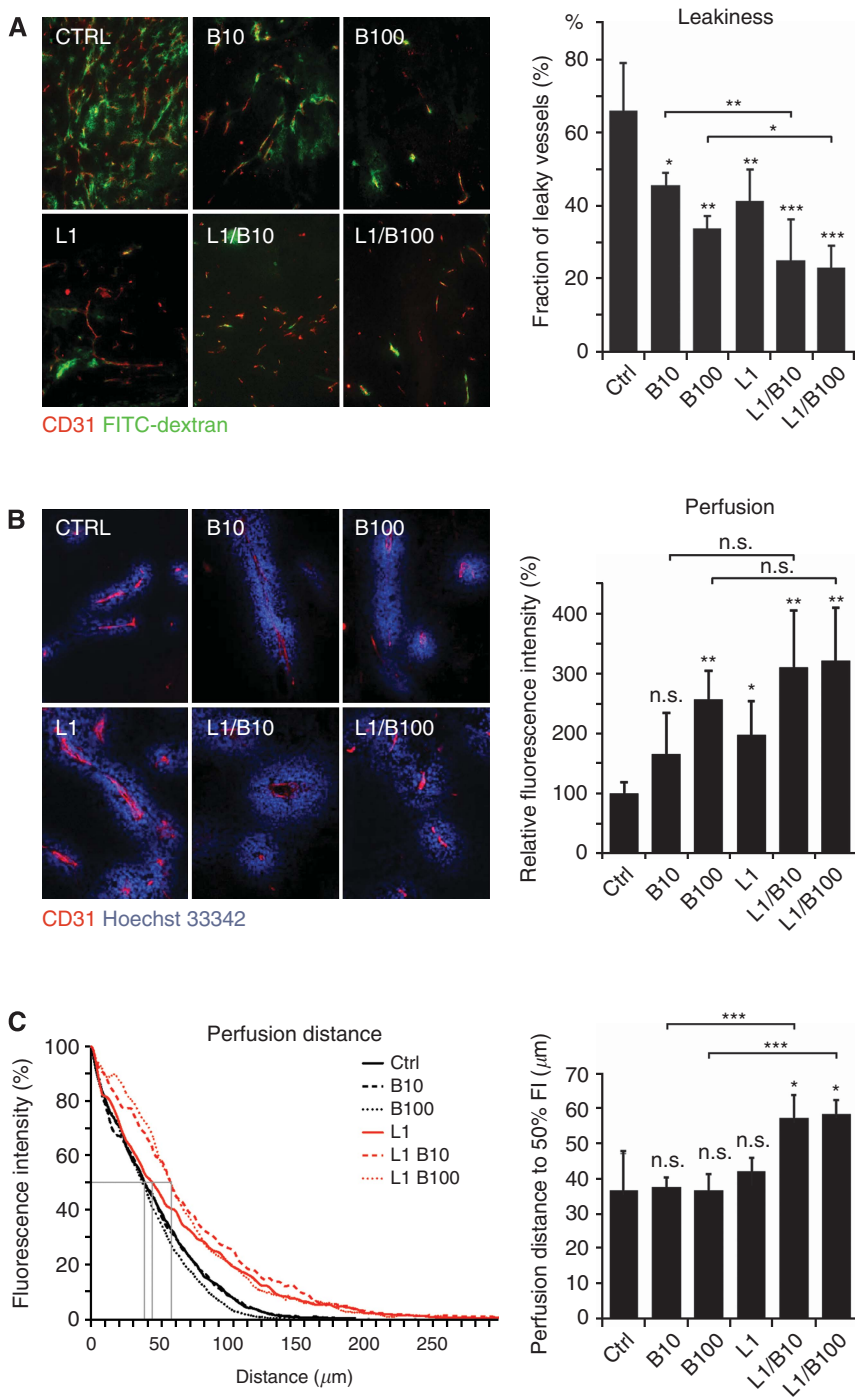 A
CTRL
B10
B100
L1
L1/B10
L1/B100
CD31 FITC-dextran
Leakiness
%
Fraction of leaky vessels (%)
80
60
40
20
0
**
*
*
**
**
***
***
Ctrl
B10
B100
L1
L1/B10
L1/B100
B
CTRL
B10
B100
L1
L1/B10
L1/B100
CD31 Hoechst 33342
Perfusion
Relative fluorescence intensity (%)
400
300
200
100
0
n.s.
n.s.
n.s.
**
*
**
**
Ctrl
B10
B100
L1
L1/B10
L1/B100
C
Perfusion distance
Fluorescence intensity (%)
100
80
60
40
20
0
0
50
100
150
200
250
Distance (μm)
Ctrl
B10
B100
L1
L1 B10
L1 B100
Perfusion distance to 50% FI (μm)
70
60
50
40
30
20
10
0
***
***
n.s.
n.s.
n.s.
*
*
Ctrl
B10
B100
L1
L1/B10
L1/B100